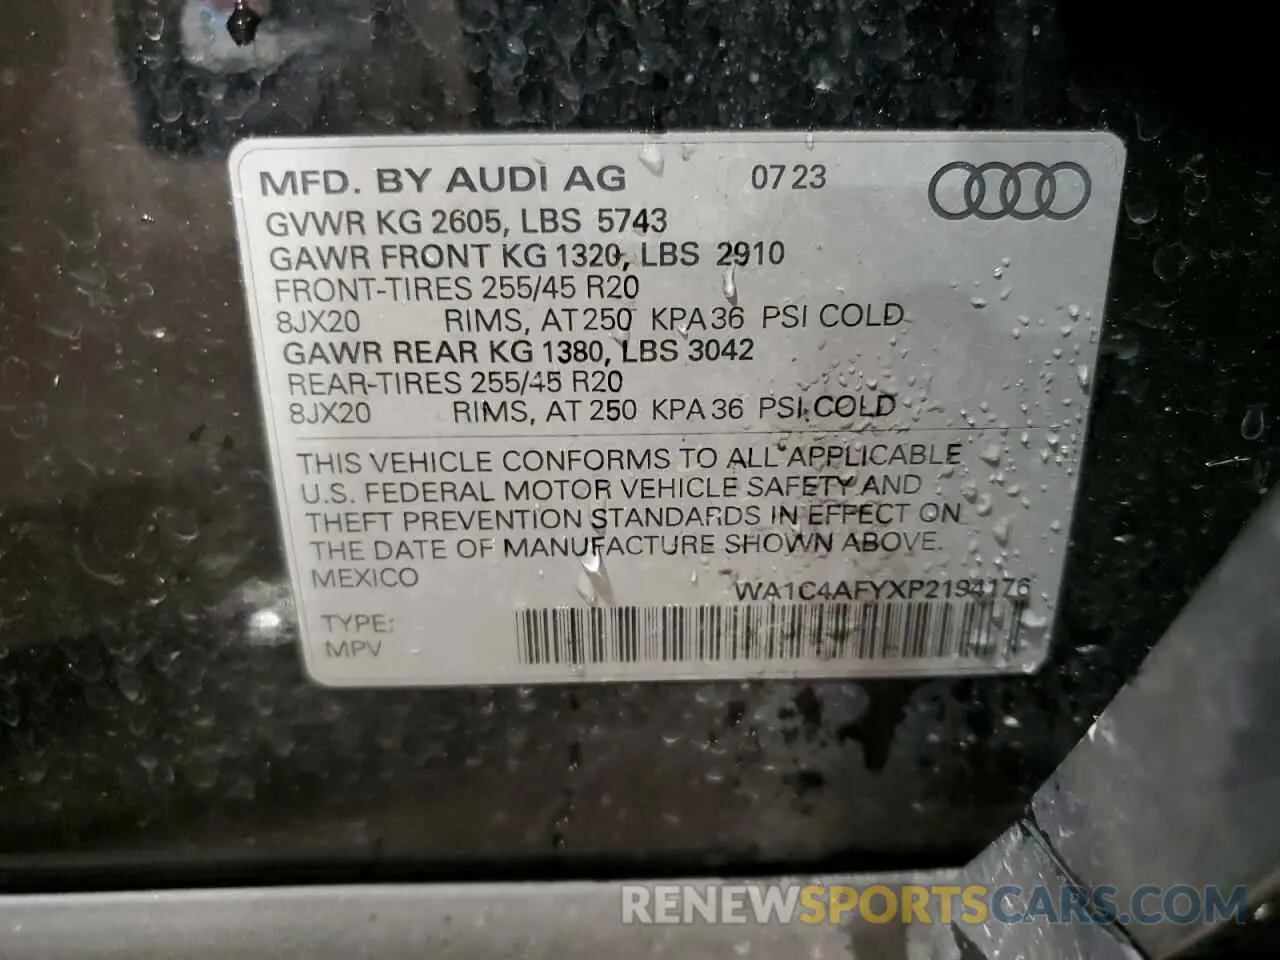 MFD. BY AUDI AG 07 23
GVWR KG 2605, LBS 5743
GAWR FRONT KG 1320, LBS 2910
FRONT-TIRES 255/45 R20
8JX20 RIMS, AT 250 KPA 36 PSI COLD
GAWR REAR KG 1380, LBS 3042
REAR-TIRES 255/45 R20
8JX20 RIMS, AT 250 KPA 36 PSI COLD
THIS VEHICLE CONFORMS TO ALL APPLICABLE
U.S. FEDERAL MOTOR VEHICLE SAFETY AND
THEFT PREVENTION STANDARDS IN EFFECT ON
THE DATE OF MANUFACTURE SHOWN ABOVE.
MEXICO
WA1C4AFYXP2194176
TYPE:
MPV
RENEWSPORTSCARS.COM